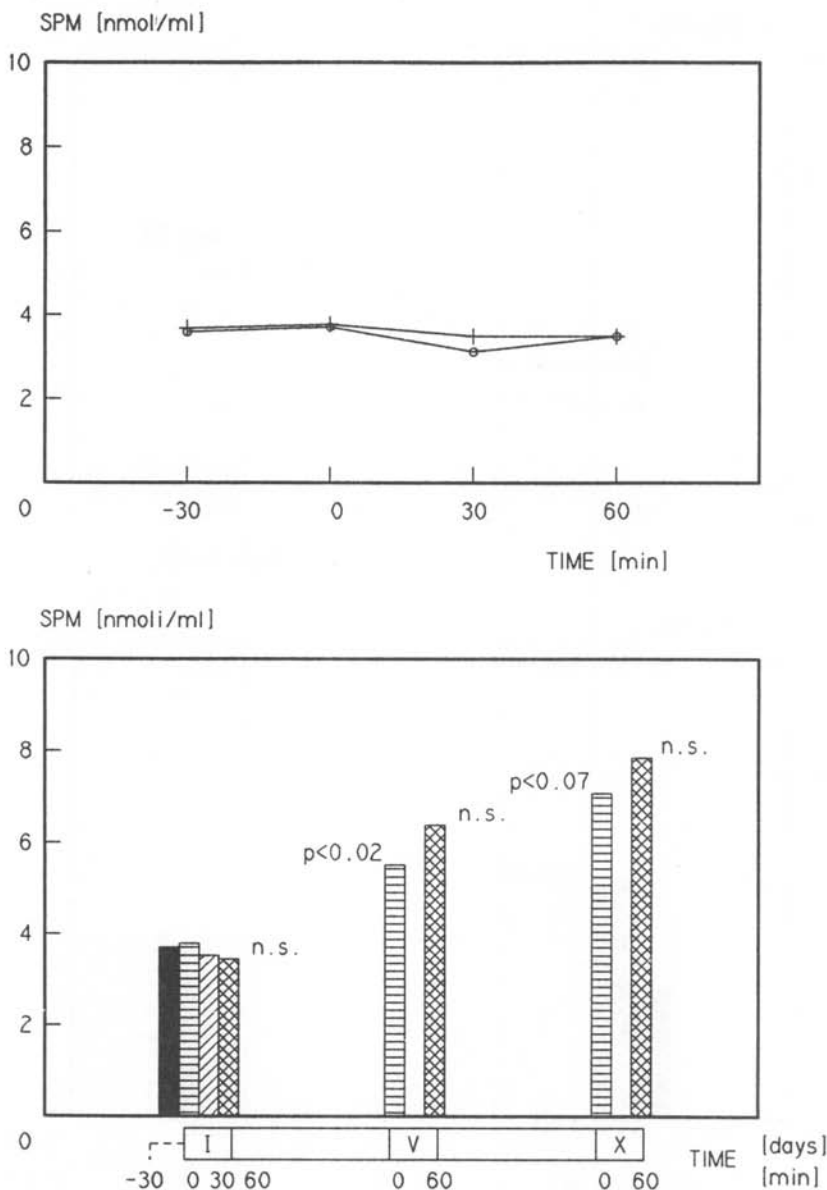 SPM [nmol/ml]
10
8
6
4
2
0
-30 0 30 60
TIME [min]
SPM [nmoli/ml]
10
8
6
4
2
0
n.s.
p<0.02
n.s.
p<0.07
n.s.
I V X TIME [days]
-30 0 30 60 0 60 0 60 [min]